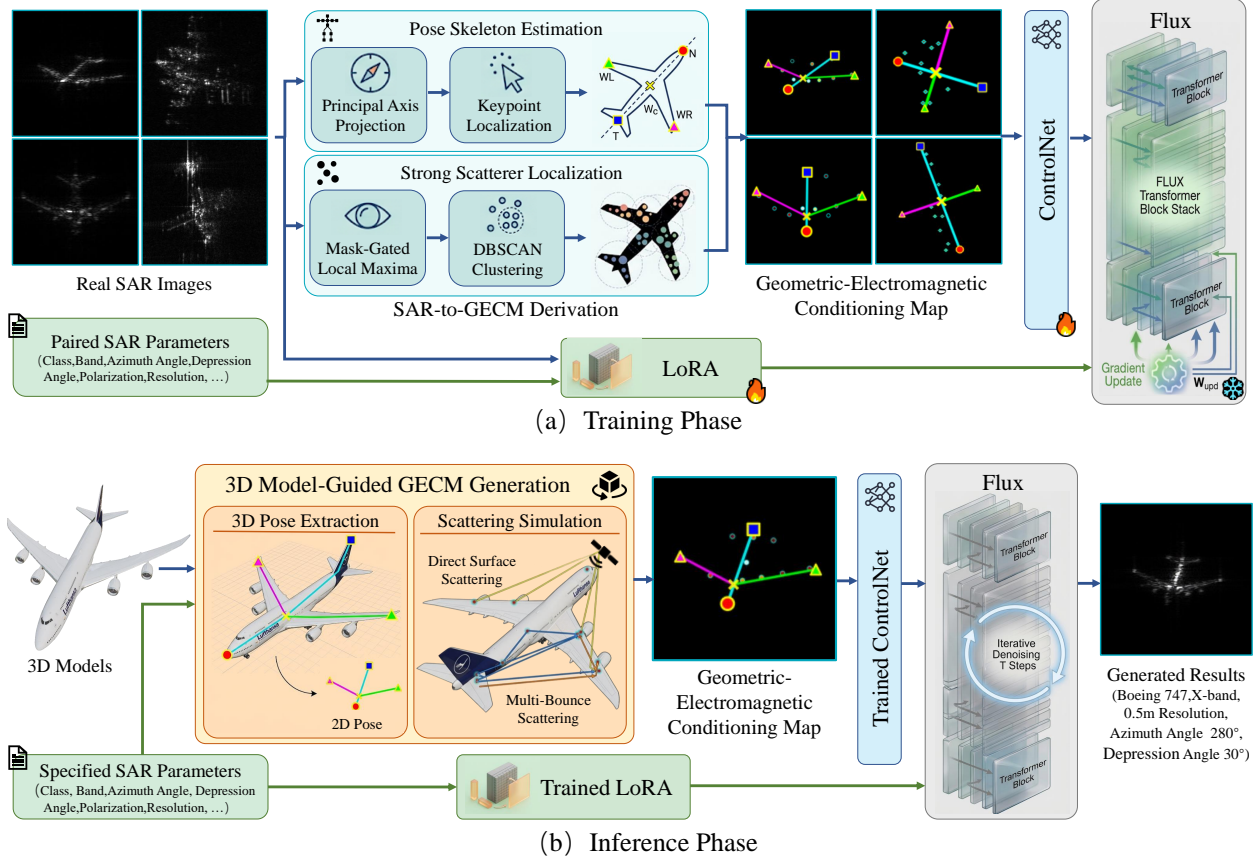 Pose Skeleton Estimation
Principal Axis
Projection
Keypoint
Localization
N
WL
Wc
WR
T
Strong Scatterer Localization
Mask-Gated
Local Maxima
DBSCAN
Clustering
SAR-to-GECM Derivation
Real SAR Images
Geometric-Electromagnetic
Conditioning Map
ControlNet
Flux
Transformer
Block
FLUX
Transformer
Block Stack
Transformer
Block
Gradient
Update
Wupd
Paired SAR Parameters
(Class,Band,Azimuth Angle,Depression
Angle,Polarization,Resolution, ...)
LoRA
(a) Training Phase
3D Model-Guided GECM Generation
3D Pose Extraction
Lufthansa
2D Pose
Scattering Simulation
Direct Surface
Scattering
Lufthansa
Multi-Bounce
Scattering
Lufthansa
3D Models
Geometric-
Electromagnetic
Conditioning Map
Trained ControlNet
Flux
Transformer
Block
Iterative
Denoising
T Steps
Transformer
Block
Generated Results
(Boeing 747,X-band,
0.5m Resolution,
Azimuth Angle 280°,
Depression Angle 30°)
Specified SAR Parameters
(Class, Band,Azimuth Angle, Depression
Angle,Polarization,Resolution, ...)
Trained LoRA
(b) Inference Phase